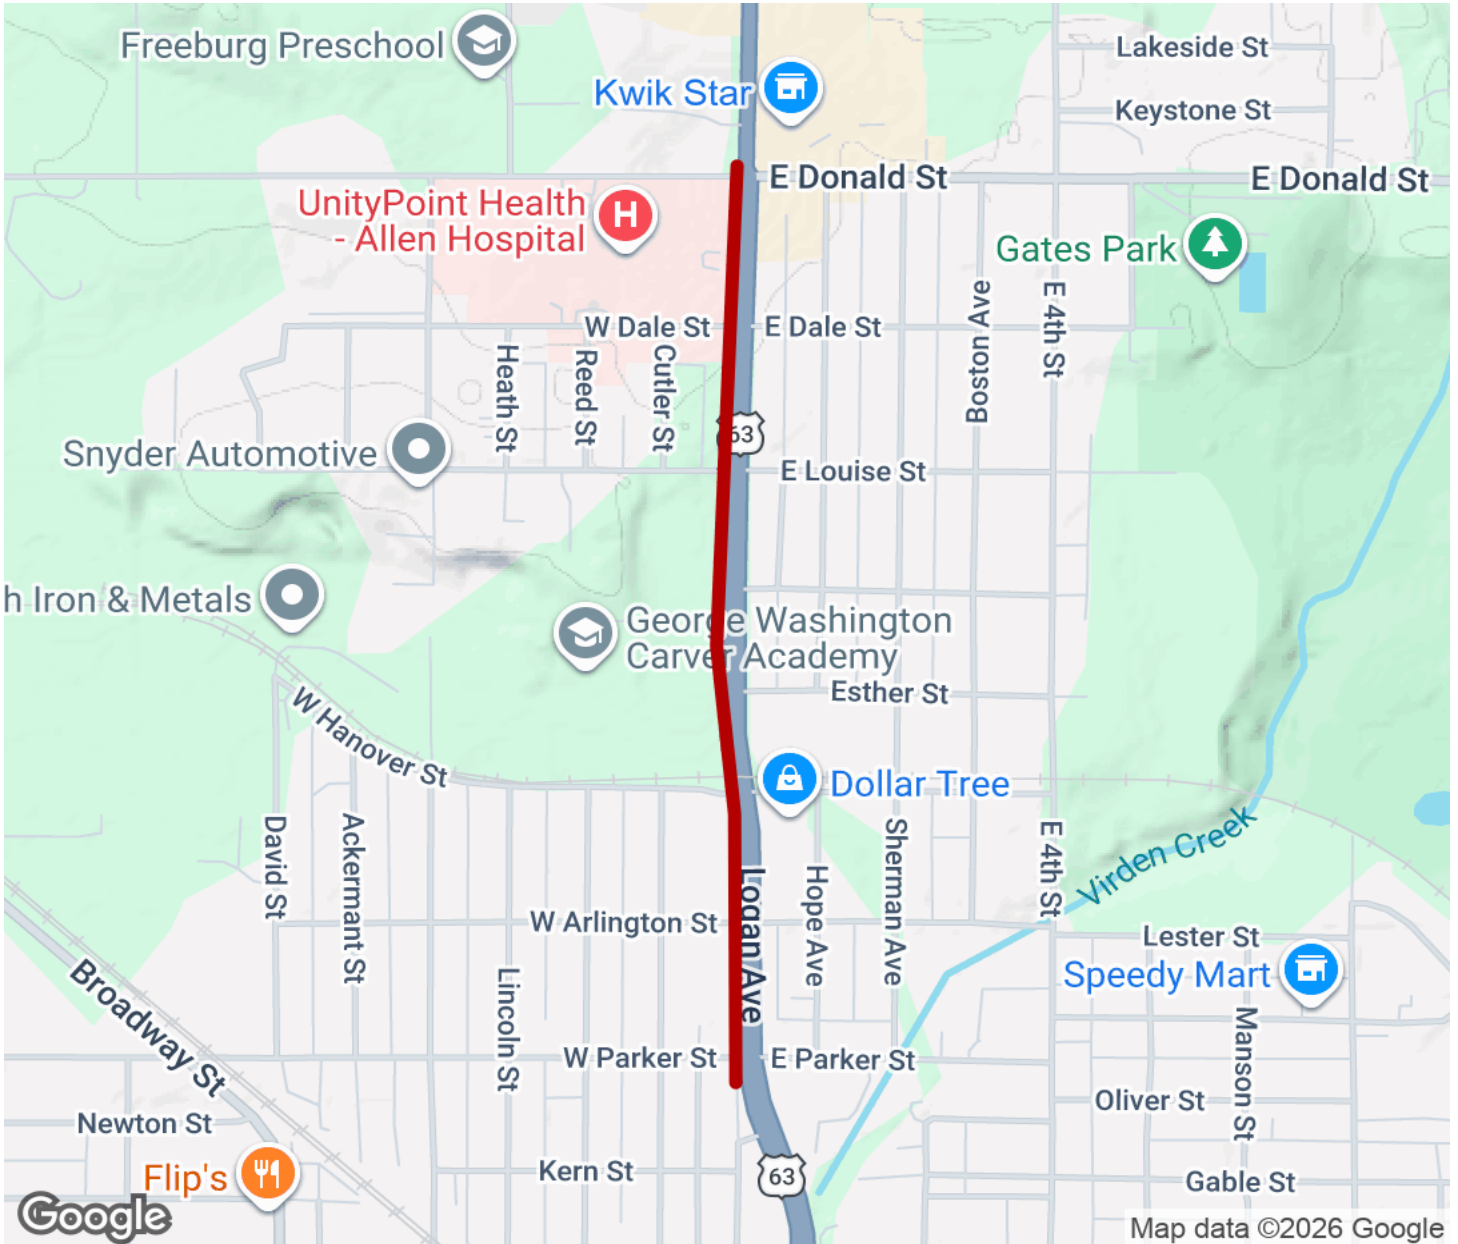 Freeburg Preschool
Lakeside St
Kwik Star
Keystone St
E Donald St
E Donald St
UnityPoint Health
- Allen Hospital
Gates Park
W Dale St
E Dale St
Boston Ave
E 4th St
Heath St
Reed St
Cutler St
63
Snyder Automotive
E Louise St
h Iron & Metals
George Washington
Carver Academy
Esther St
W Hanover St
Dollar Tree
David St
Ackermant St
Sherman Ave
E 4th St
Virden Creek
Logan Ave
Hope Ave
W Arlington St
Lester St
Speedy Mart
Broadway St
Lincoln St
Manson St
W Parker St
E Parker St
Oliver St
Newton St
Flip's
Kern St
63
Gable St
Google
Map data ©2026 Google